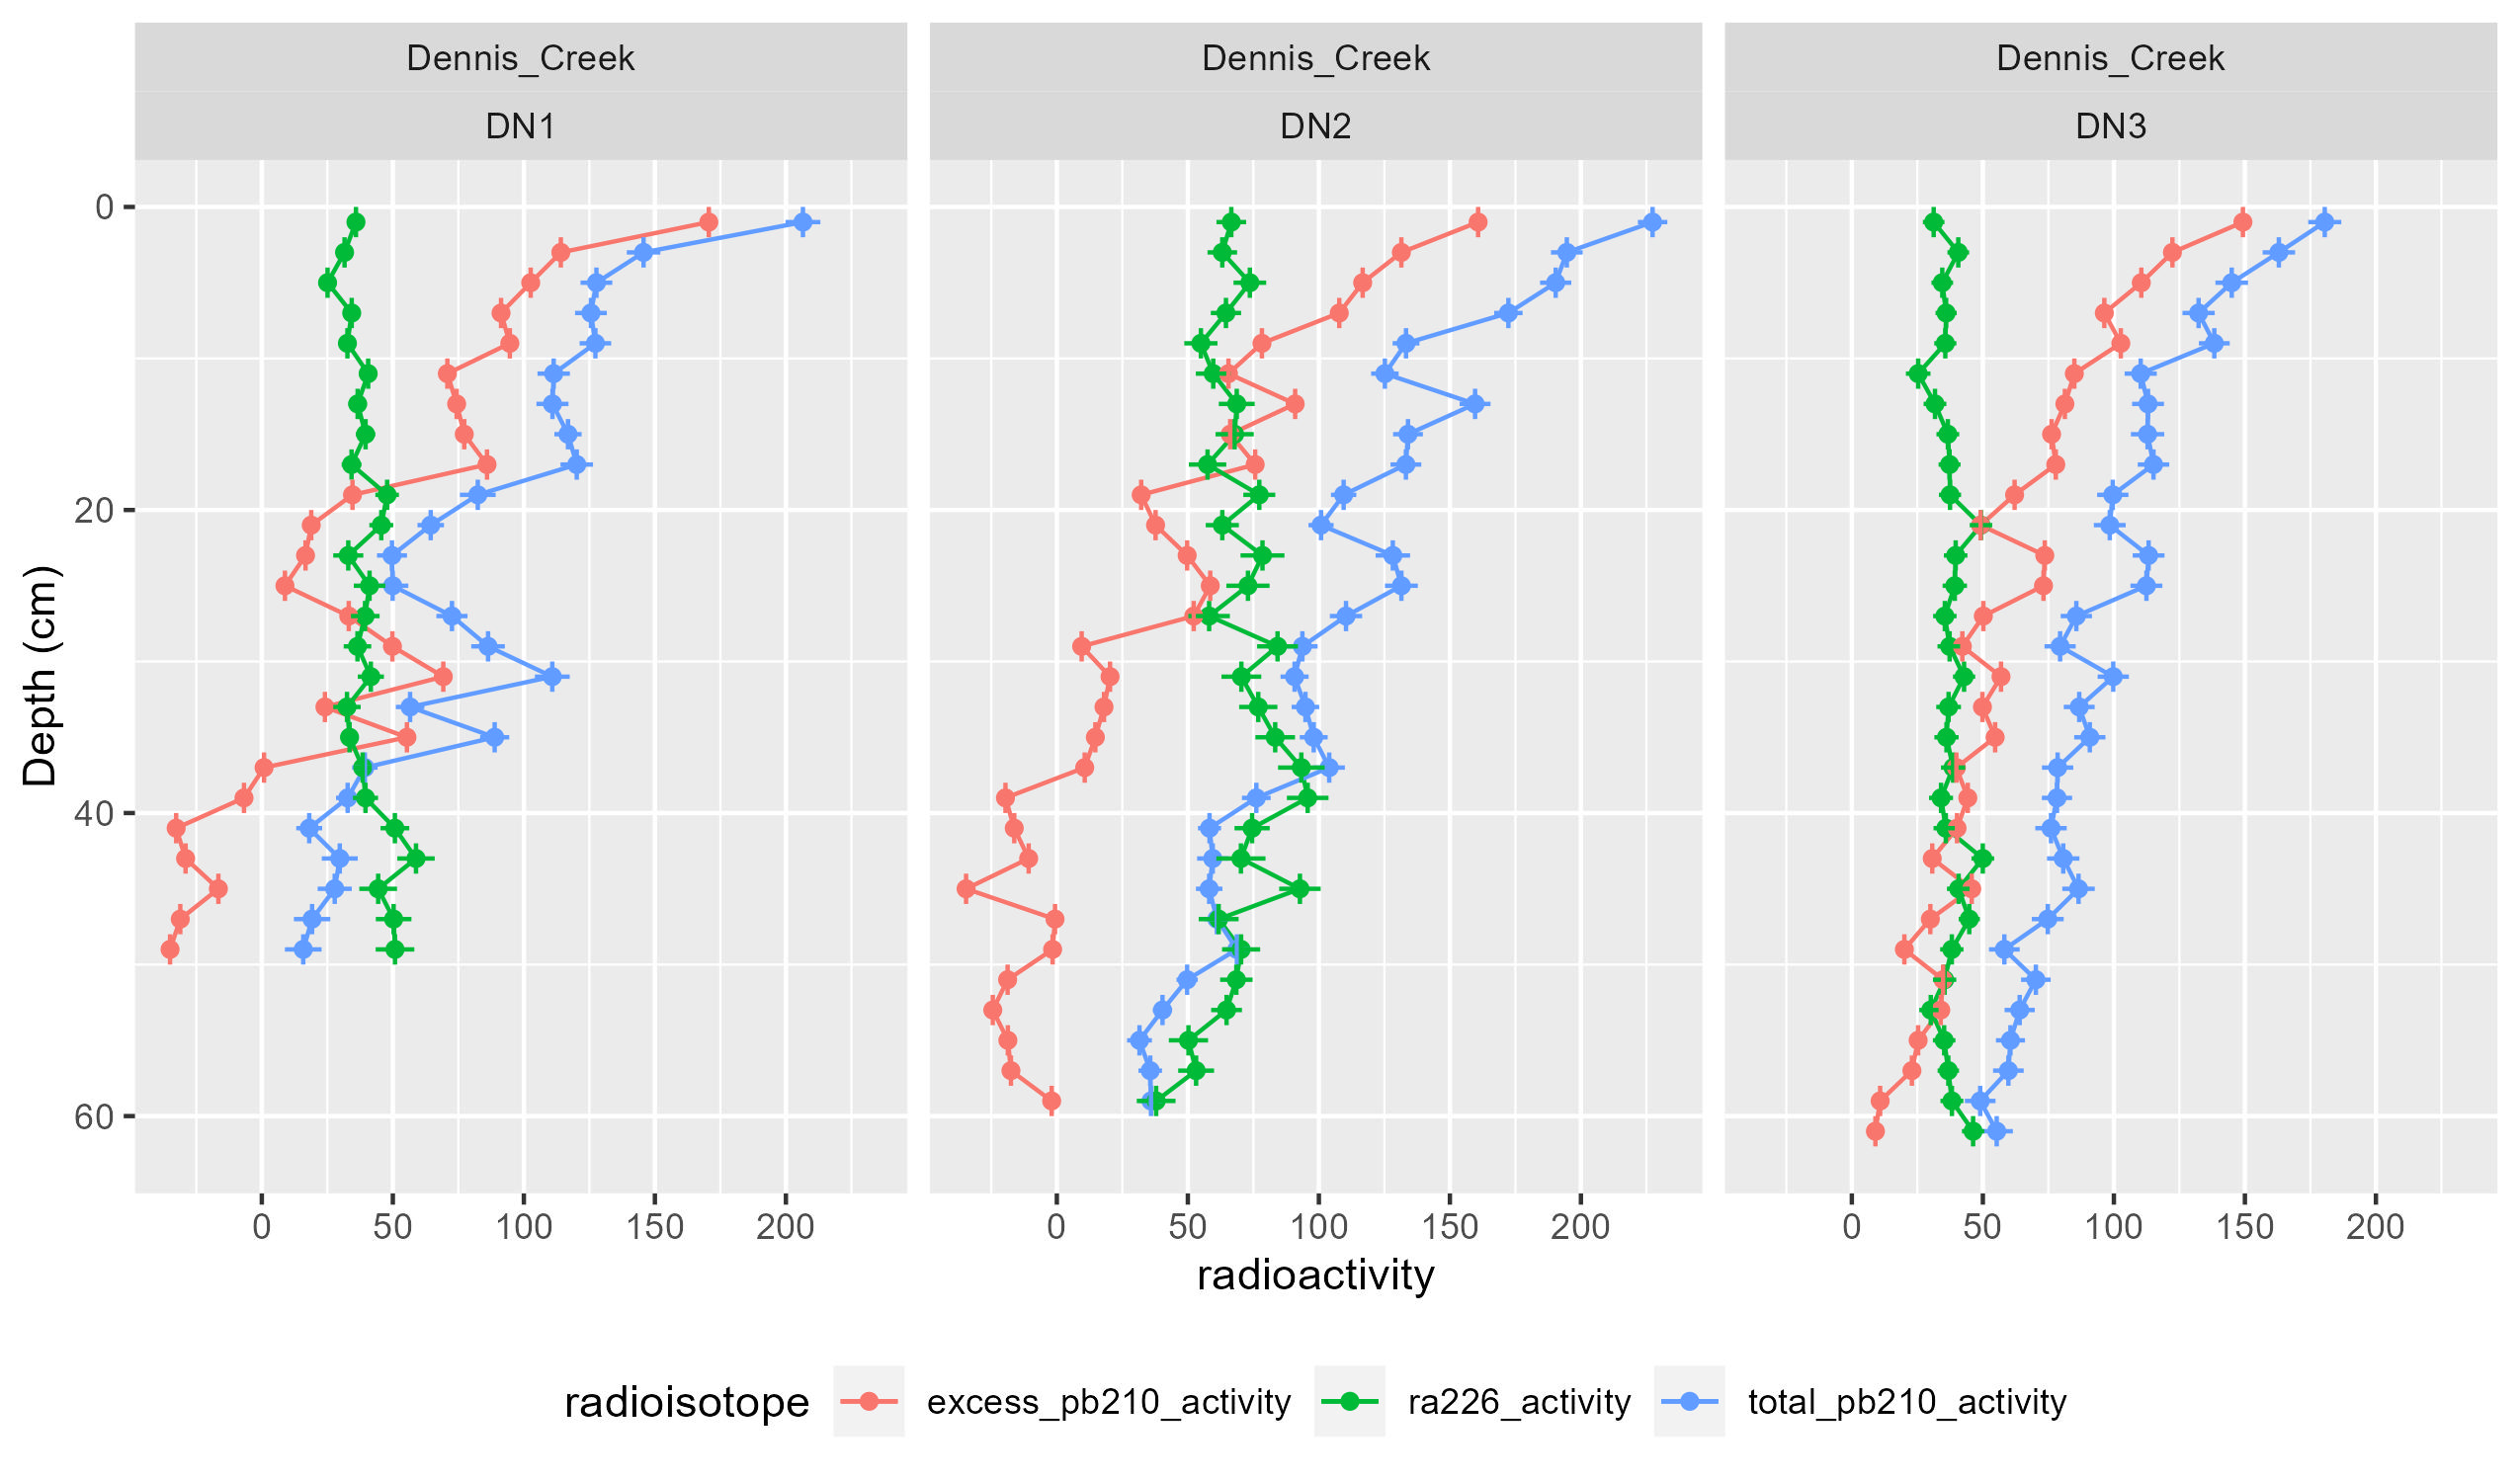 Dennis_Creek Dennis_Creek Dennis_Creek
DN1 DN2 DN3
0
20
40
60
Depth (cm)
0 50 100 150 200 0 50 100 150 200 0 50 100 150 200
radioactivity
radioisotope excess_pb210_activity ra226_activity total_pb210_activity